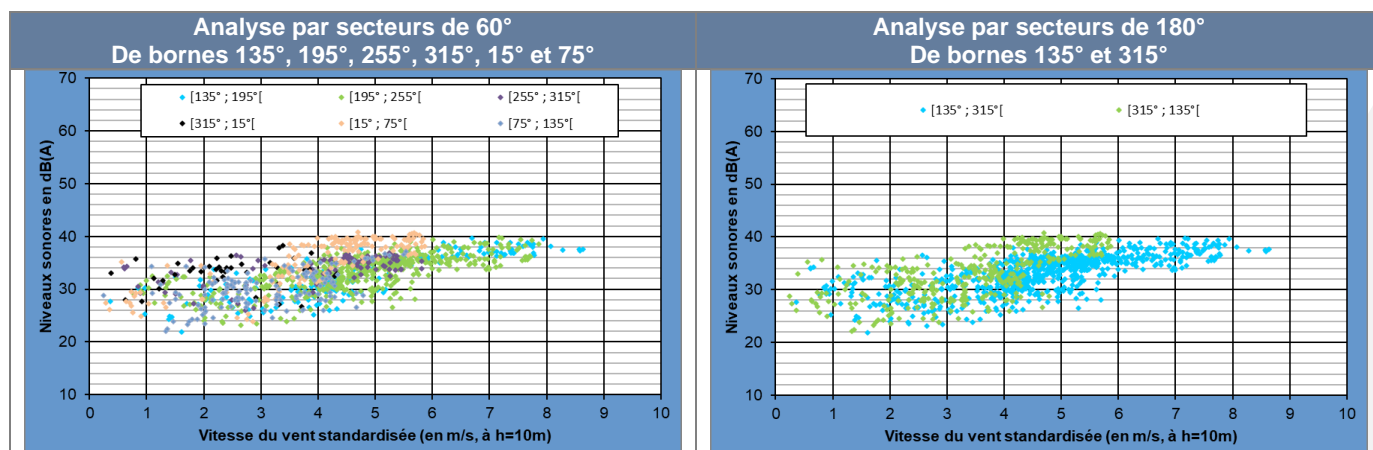 Analyse par secteurs de 60°
De bornes 135°, 195°, 255°, 315°, 15° et 75°
Analyse par secteurs de 180°
De bornes 135° et 315°
Niveaux sonores en dB(A)
70
60
50
40
30
20
10
[135° ; 195°[
[195° ; 255°[
[255° ; 315°[
[315° ; 15°[
[15° ; 75°[
[75° ; 135°[
0 1 2 3 4 5 6 7 8 9 10
Vitesse du vent standardisée (en m/s, à h=10m)
Niveaux sonores en dB(A)
70
60
50
40
30
20
10
[135° ; 315°[
[315° ; 135°[
0 1 2 3 4 5 6 7 8 9 10
Vitesse du vent standardisée (en m/s, à h=10m)